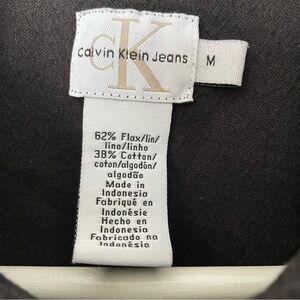 CK
Calvin Klein Jeans
M
62% Flax/lin/
lino/linho
38% Cotton/
coton/algodón/
algodão
Made in
Indonesia
Fabriqué en
Indonésie
Hecho en
Indonesia
Fabricado na
Indonésia